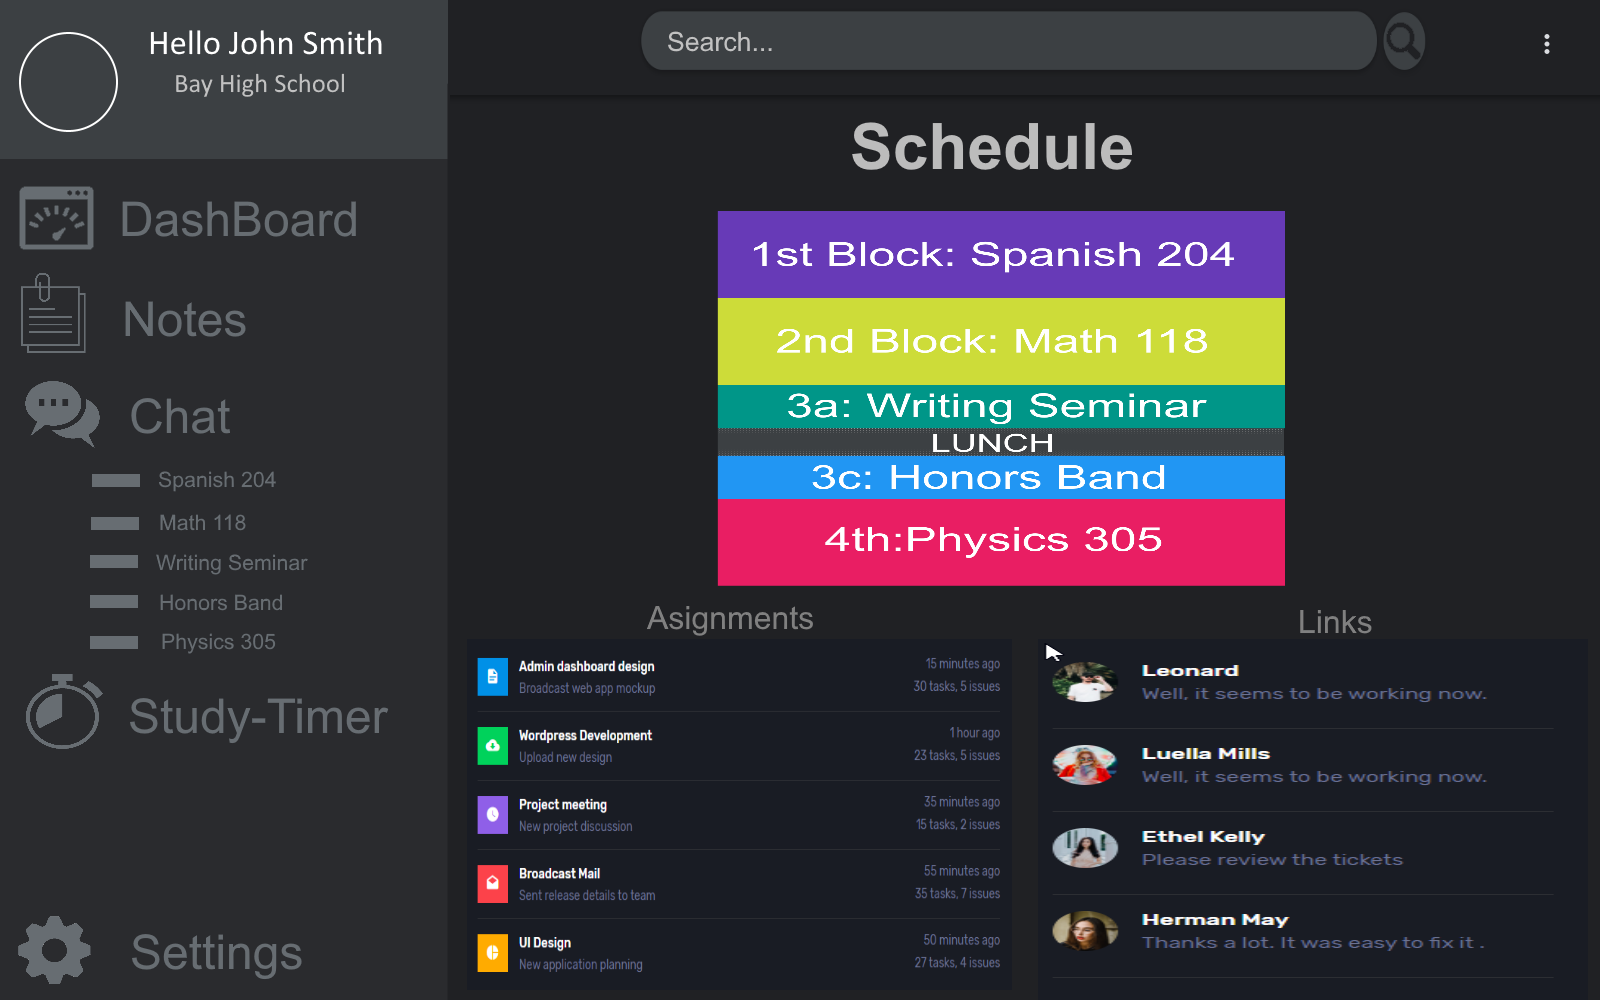 Hello John Smith
Bay High School
Search...
DashBoard
Notes
Chat
Spanish 204
Math 118
Writing Seminar
Honors Band
Physics 305
Study-Timer
Settings
Schedule
1st Block: Spanish 204
2nd Block: Math 118
3a: Writing Seminar
LUNCH
3c: Honors Band
4th:Physics 305
Asignments
Admin dashboard design
15 minutes ago
Broadcast web app mockup
30 tasks, 5 issues
Wordpress Development
1 hour ago
Upload new design
23 tasks, 5 issues
Project meeting
35 minutes ago
New project discussion
15 tasks, 2 issues
Broadcast Mail
55 minutes ago
Sent release details to team
35 tasks, 7 issues
UI Design
50 minutes ago
New application planning
27 tasks, 4 issues
Links
Leonard
Well, it seems to be working now.
Luella Mills
Well, it seems to be working now.
Ethel Kelly
Please review the tickets
Herman May
Thanks a lot. It was easy to fix it .